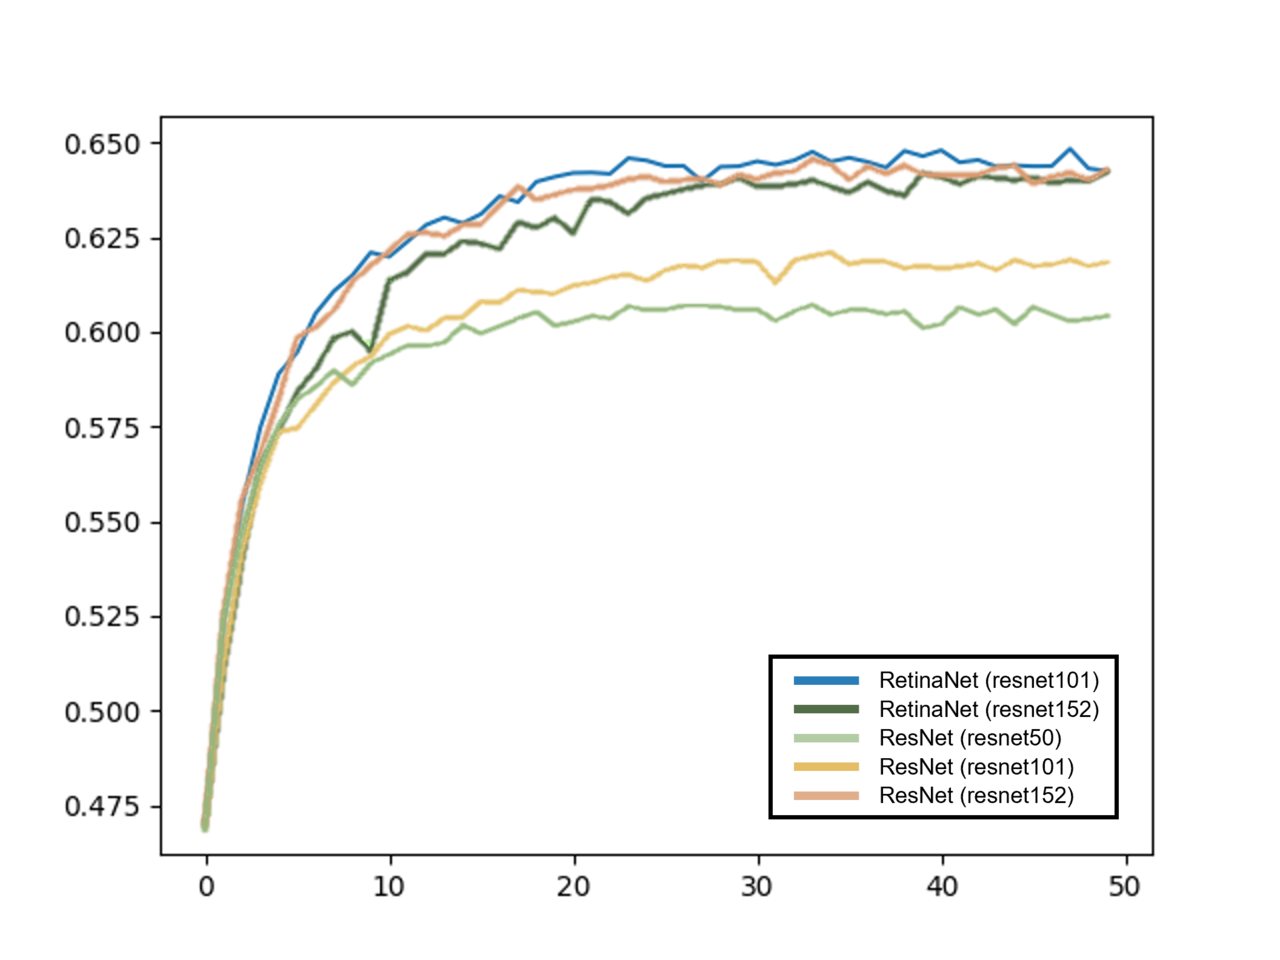 0.650
0.625
0.600
0.575
0.550
0.525
0.500
0.475
0 10 20 30 40 50
RetinaNet (resnet101)
RetinaNet (resnet152)
ResNet (resnet50)
ResNet (resnet101)
ResNet (resnet152)